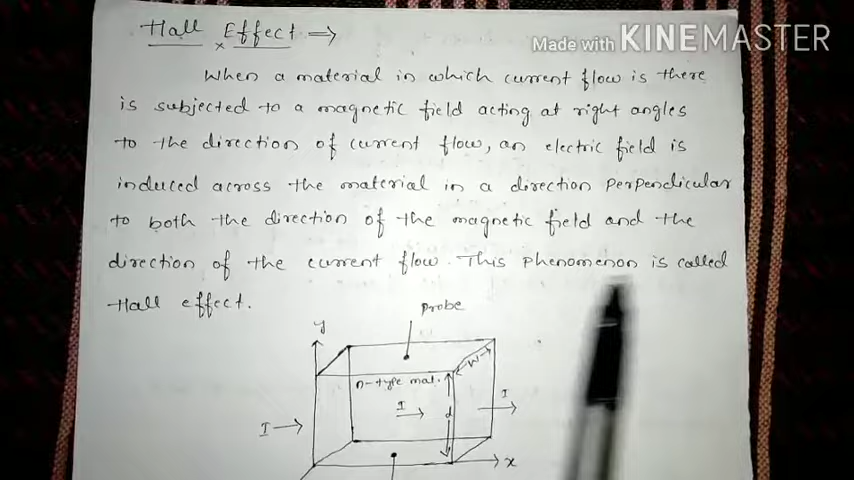 Hall Effect ⇒
Made with KINEMASTER
When a material in which current flow is there
is subjected to a magnetic field acting at right angles
to the direction of current flow, an electric field is
induced across the material in a direction perpendicular
to both the direction of the magnetic field and the
direction of the current flow. This phenomenon is called
Hall effect.
Probe
y
W
n-type mat.
I
I
d
I
x